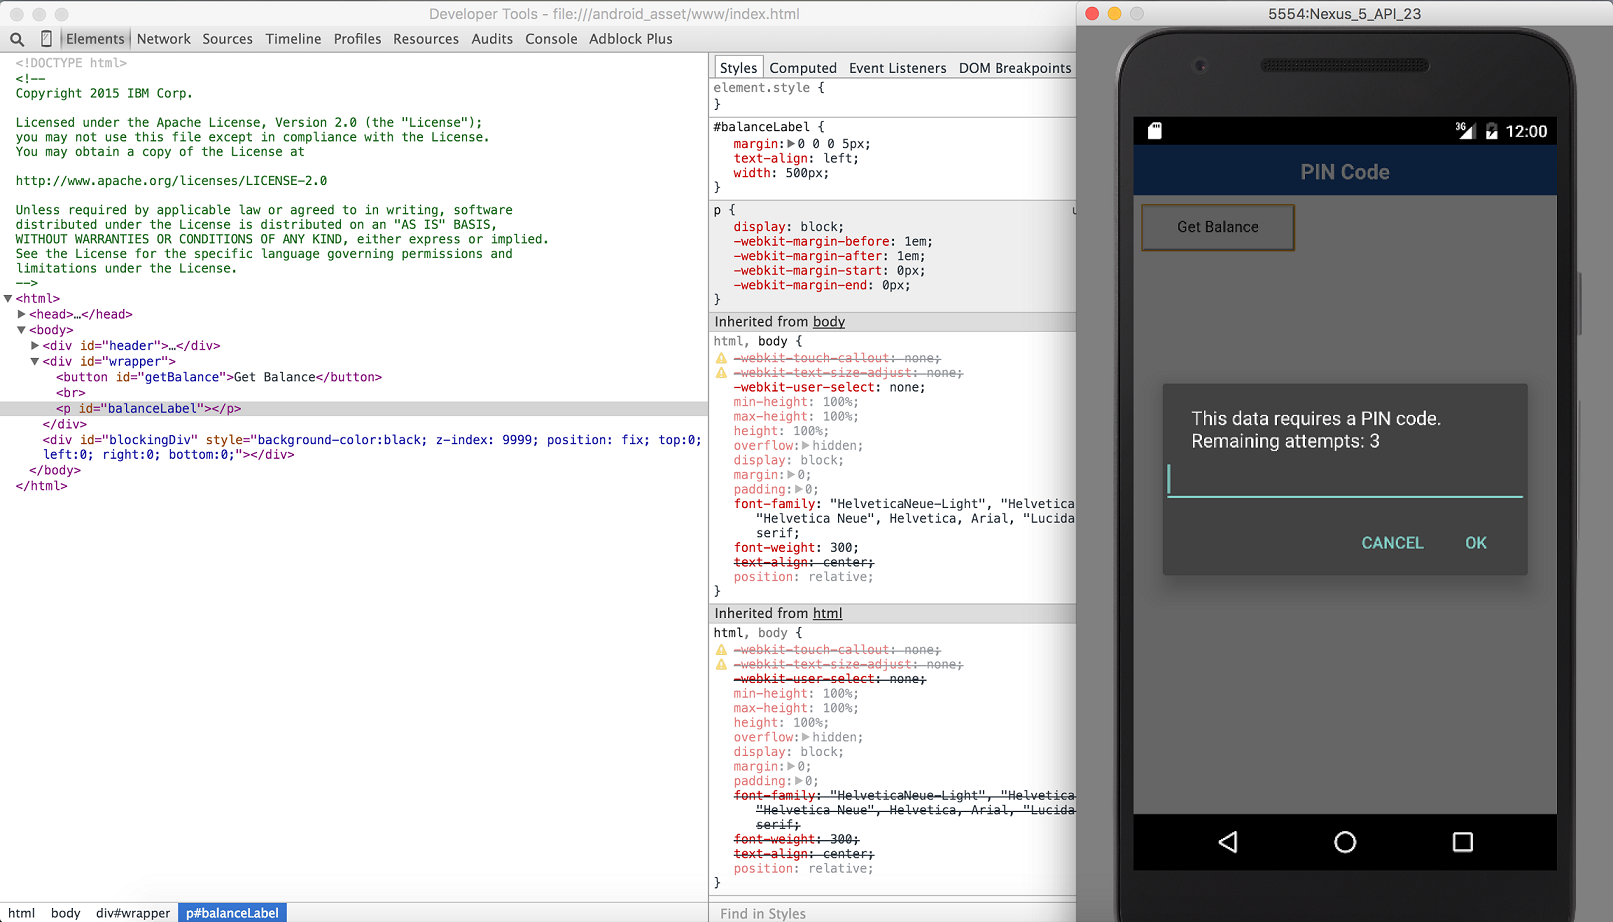 Developer Tools - file:///android_asset/www/index.html
Elements Network Sources Timeline Profiles Resources Audits Console Adblock Plus
<!DOCTYPE html>
<!--
Copyright 2015 IBM Corp.
Licensed under the Apache License, Version 2.0 (the "License");
you may not use this file except in compliance with the License.
You may obtain a copy of the License at
http://www.apache.org/licenses/LICENSE-2.0
Unless required by applicable law or agreed to in writing, software
distributed under the License is distributed on an "AS IS" BASIS,
WITHOUT WARRANTIES OR CONDITIONS OF ANY KIND, either express or implied.
See the License for the specific language governing permissions and
limitations under the License.
-->
<html>
<head>…</head>
<body>
<div id="header">…</div>
<div id="wrapper">
<button id="getBalance">Get Balance</button>
<br>
<p id="balanceLabel"></p>
</div>
<div id="blockingDiv" style="background-color:black; z-index: 9999; position: fix; top:0;
left:0; right:0; bottom:0;"></div>
</body>
</html>
html body div#wrapper p#balanceLabel
Styles Computed Event Listeners DOM Breakpoints
element.style {
}
#balanceLabel {
margin: 0 0 0 5px;
text-align: left;
width: 500px;
}
p {
display: block;
-webkit-margin-before: 1em;
-webkit-margin-after: 1em;
-webkit-margin-start: 0px;
-webkit-margin-end: 0px;
}
Inherited from body
html, body {
-webkit-touch-callout: none;
-webkit-text-size-adjust: none;
-webkit-user-select: none;
min-height: 100%;
max-height: 100%;
height: 100%;
overflow: hidden;
display: block;
margin: 0;
padding: 0;
font-family: "HelveticaNeue-Light", "Helvetica
"Helvetica Neue", Helvetica, Arial, "Lucida
serif;
font-weight: 300;
text-align: center;
position: relative;
}
Inherited from html
html, body {
-webkit-touch-callout: none;
-webkit-text-size-adjust: none;
-webkit-user-select: none;
min-height: 100%;
max-height: 100%;
height: 100%;
overflow: hidden;
display: block;
margin: 0;
padding: 0;
font-family: "HelveticaNeue-Light", "Helvetica
"Helvetica Neue", Helvetica, Arial, "Lucida
serif;
font-weight: 300;
text-align: center;
position: relative;
}
Find in Styles
5554:Nexus_5_API_23
3G 12:00
PIN Code
Get Balance
This data requires a PIN code.
Remaining attempts: 3
CANCEL OK